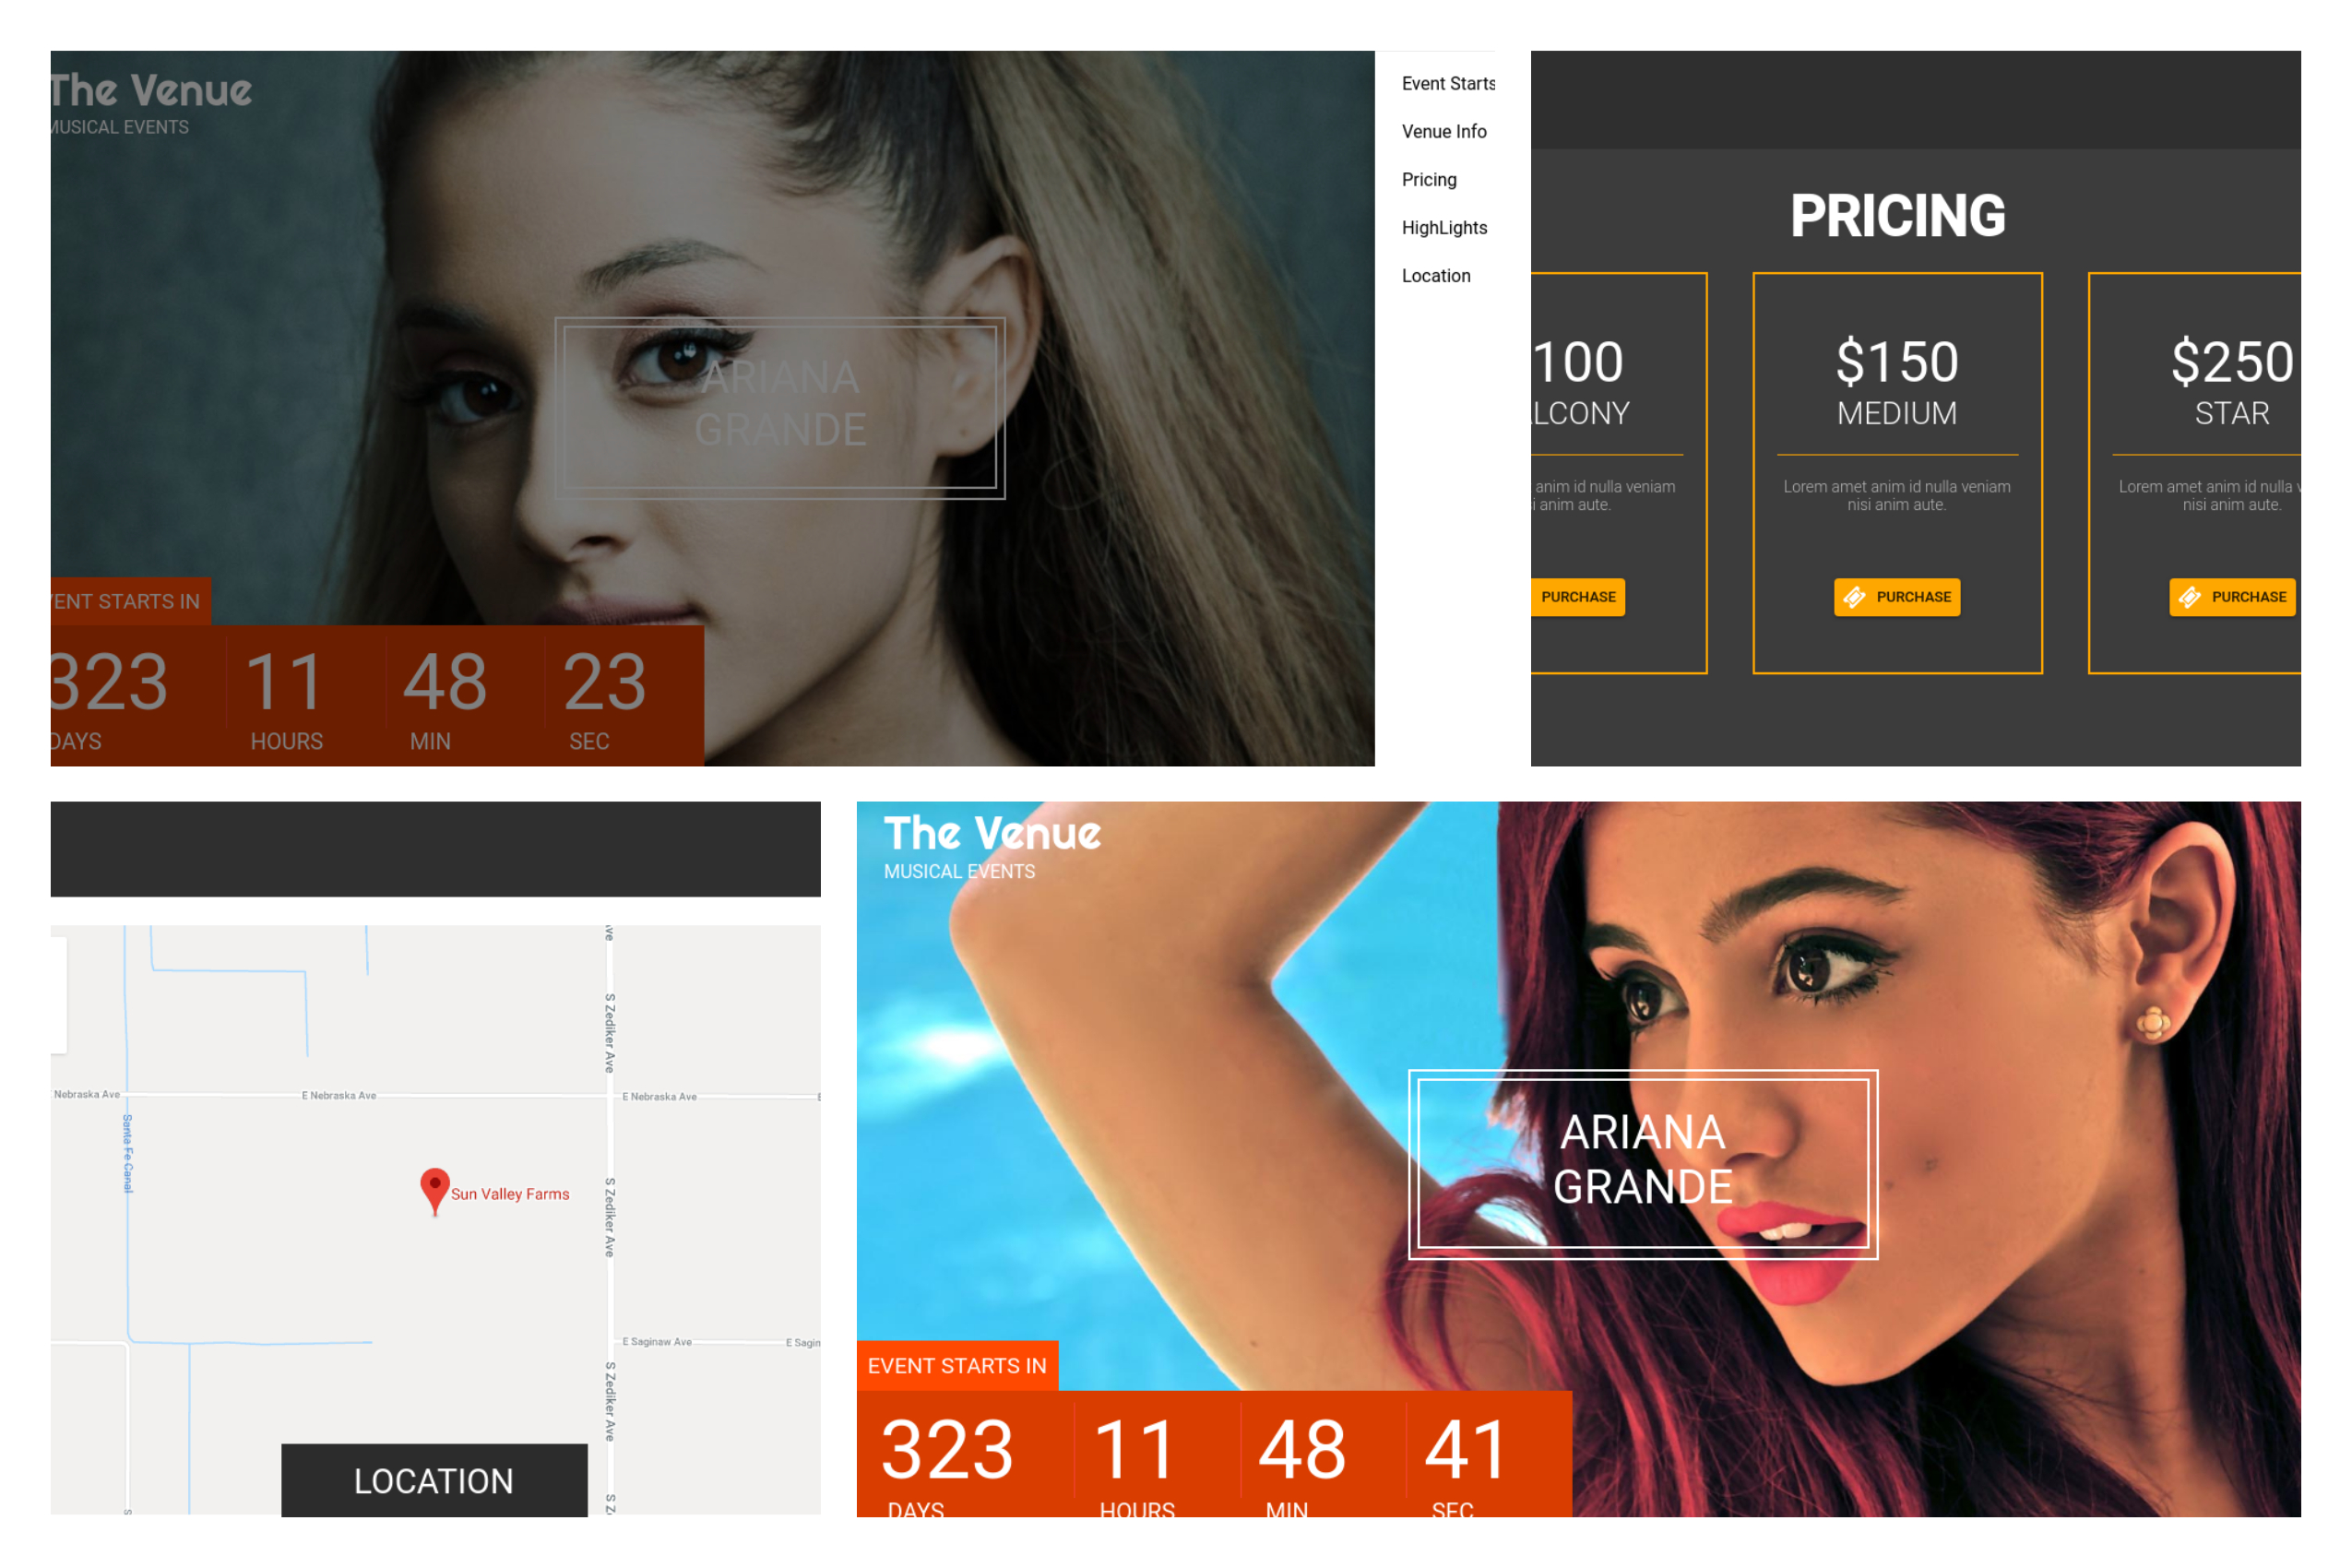 The Venue
MUSICAL EVENTS
ARIANA
GRANDE
EVENT STARTS IN
323
11
48
23
DAYS
HOURS
MIN
SEC
Event Starts
Venue Info
Pricing
HighLights
Location
PRICING
100
LCONY
anim id nulla veniam
i anim aute.
PURCHASE
$150
MEDIUM
Lorem amet anim id nulla veniam
nisi anim aute.
PURCHASE
$250
STAR
Lorem amet anim id nulla v
nisi anim aute.
PURCHASE
Ave
S Zediker Ave
Nebraska Ave
E Nebraska Ave
E Nebraska Ave
E
Santa Fe Canal
Sun Valley Farms
S Zediker Ave
E Saginaw Ave
E Sagin
S Zediker Ave
LOCATION
S Z
S
The Venue
MUSICAL EVENTS
ARIANA
GRANDE
EVENT STARTS IN
323
11
48
41
DAYS
HOURS
MIN
SEC